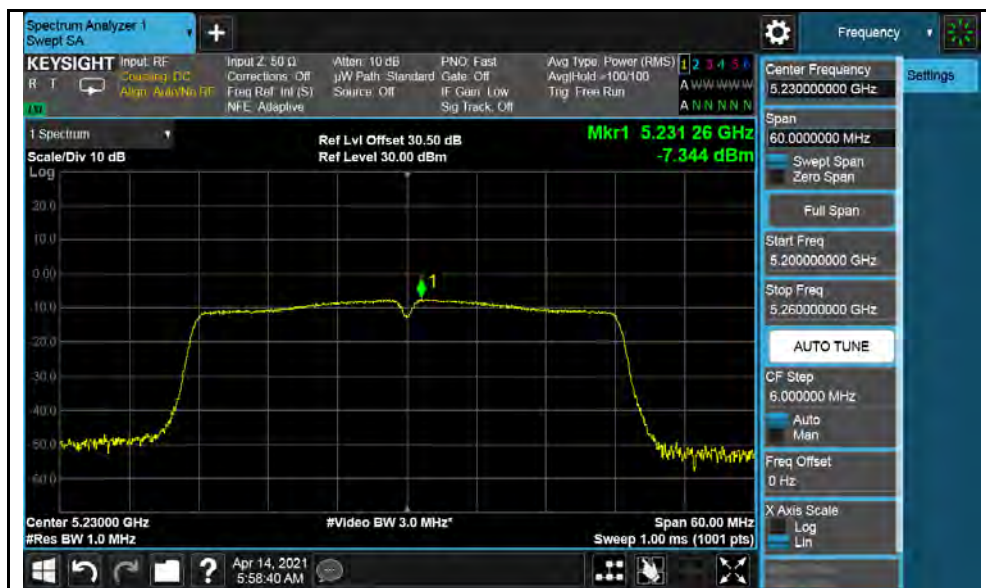 Spectrum Analyzer 1
Swept SA
+
Frequency
KEYSIGHT
R T
Input: RF
Coupling: DC
Align: Auto/No RF
Input Z: 50 Ω
Corrections: Off
Freq Ref: Int (S)
NFE: Adaptive
Atten: 10 dB
µW Path: Standard
Source: Off
PNO: Fast
Gate: Off
IF Gain: Low
Sig Track: Off
Avg Type: Power (RMS)
Avg|Hold >100/100
Trig: Free Run
1 2 3 4 5 6
A W W W W W
A N N N N N
Center Frequency
5.230000000 GHz
Settings
Span
60.0000000 MHz
Swept Span
Zero Span
Full Span
Start Freq
5.200000000 GHz
Stop Freq
5.260000000 GHz
AUTO TUNE
CF Step
6.000000 MHz
Auto
Man
Freq Offset
0 Hz
X Axis Scale
Log
Lin
1 Spectrum
Scale/Div 10 dB
Log
Ref Lvl Offset 30.50 dB
Ref Level 30.00 dBm
Mkr1 5.231 26 GHz
-7.344 dBm
20.0
10.0
0.00
-10.0
-20.0
-30.0
-40.0
-50.0
-60.0
1
Center 5.23000 GHz
#Res BW 1.0 MHz
#Video BW 3.0 MHz*
Span 60.00 MHz
Sweep 1.00 ms (1001 pts)
?
Apr 14, 2021
5:58:40 AM